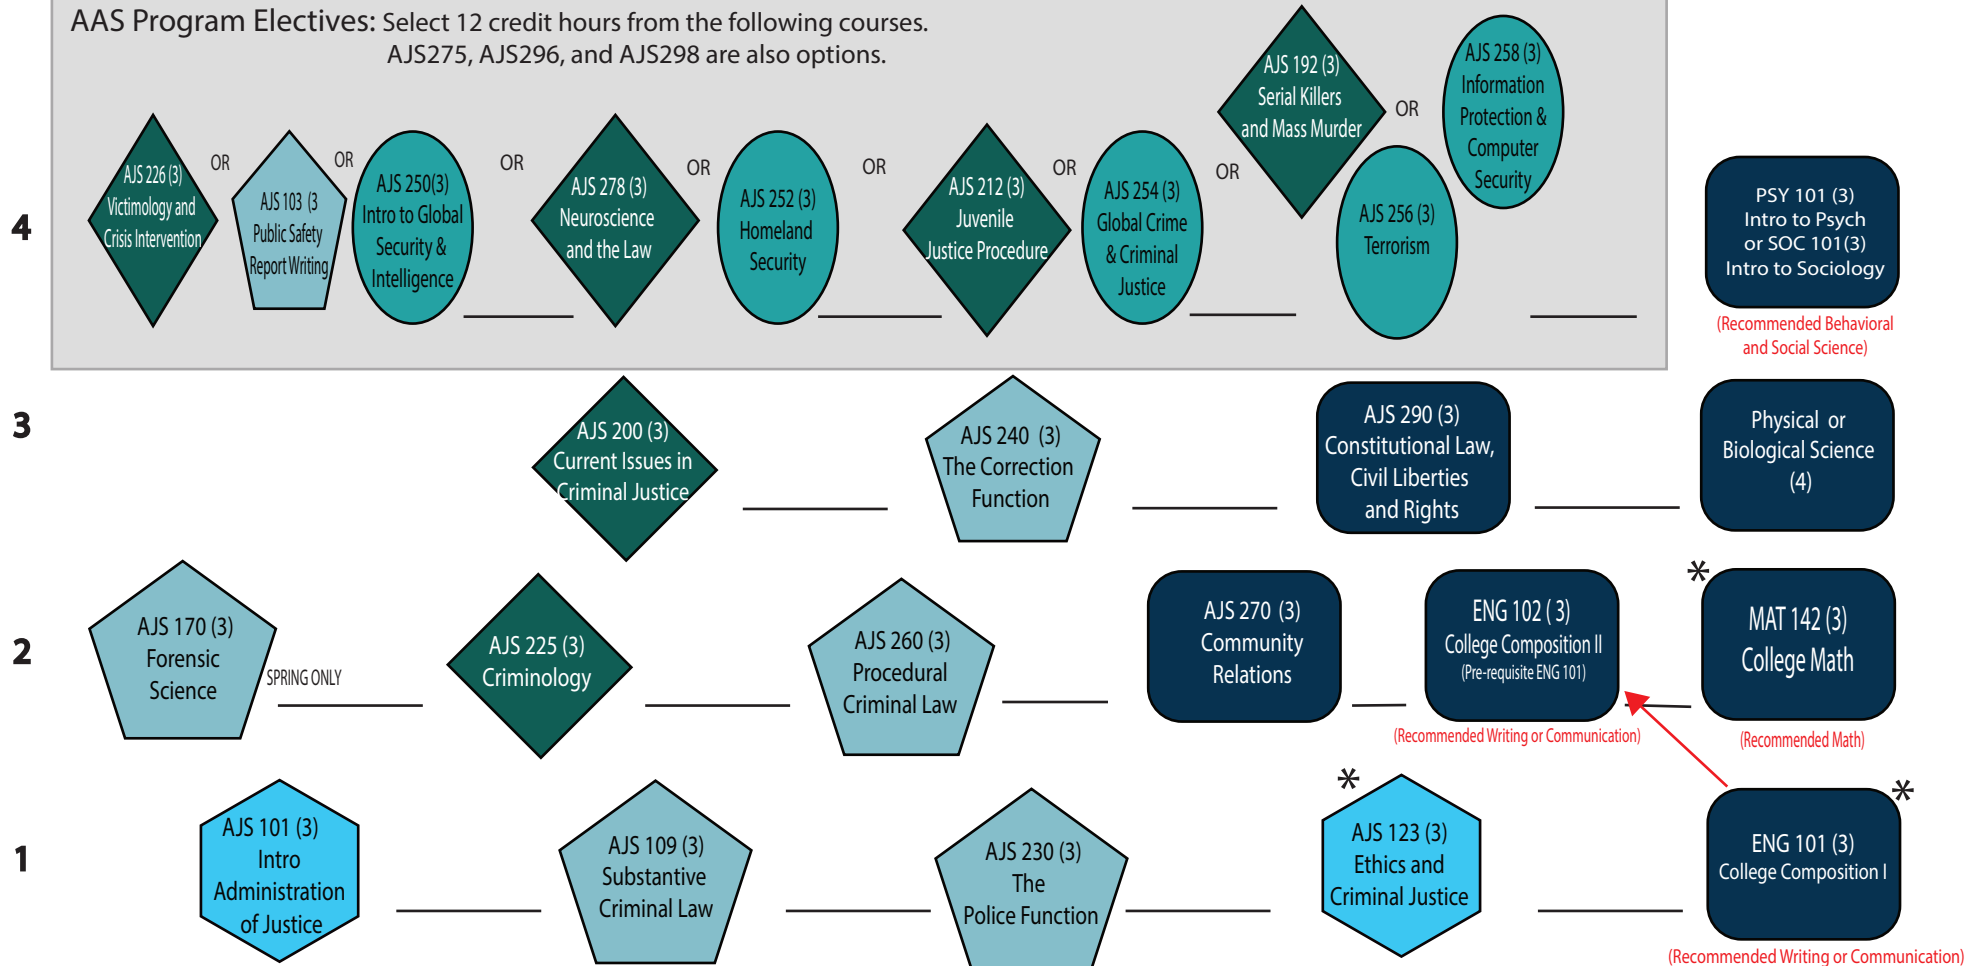 AAS Program Electives: Select 12 credit hours from the following courses.
AJS275, AJS296, and AJS298 are also options.
4
AJS 226 (3)
Victimology and
Crisis Intervention
OR
AJS 103 (3
Public Safety
Report Writing
OR
AJS 250(3)
Intro to Global
Security &
Intelligence
OR
AJS 278 (3)
Neuroscience
and the Law
OR
AJS 252 (3)
Homeland
Security
OR
AJS 212 (3)
Juvenile
Justice Procedure
OR
AJS 254 (3)
Global Crime
& Criminal
Justice
OR
AJS 192 (3)
Serial Killers
and Mass Murder
OR
AJS 258 (3)
Information
Protection &
Computer
Security
AJS 256 (3)
Terrorism
PSY 101 (3)
Intro to Psych
or SOC 101(3)
Intro to Sociology
(Recommended Behavioral
and Social Science)
3
AJS 200 (3)
Current Issues in
Criminal Justice
AJS 240 (3)
The Correction
Function
AJS 290 (3)
Constitutional Law,
Civil Liberties
and Rights
Physical or
Biological Science
(4)
2
AJS 170 (3)
Forensic
Science
SPRING ONLY
AJS 225 (3)
Criminology
AJS 260 (3)
Procedural
Criminal Law
AJS 270 (3)
Community
Relations
ENG 102 ( 3)
College Composition II
(Pre-requisite ENG 101)
(Recommended Writing or Communication)
*
MAT 142 (3)
College Math
(Recommended Math)
1
AJS 101 (3)
Intro
Administration
of Justice
AJS 109 (3)
Substantive
Criminal Law
AJS 230 (3)
The
Police Function
*
AJS 123 (3)
Ethics and
Criminal Justice
*
ENG 101 (3)
College Composition I
(Recommended Writing or Communication)